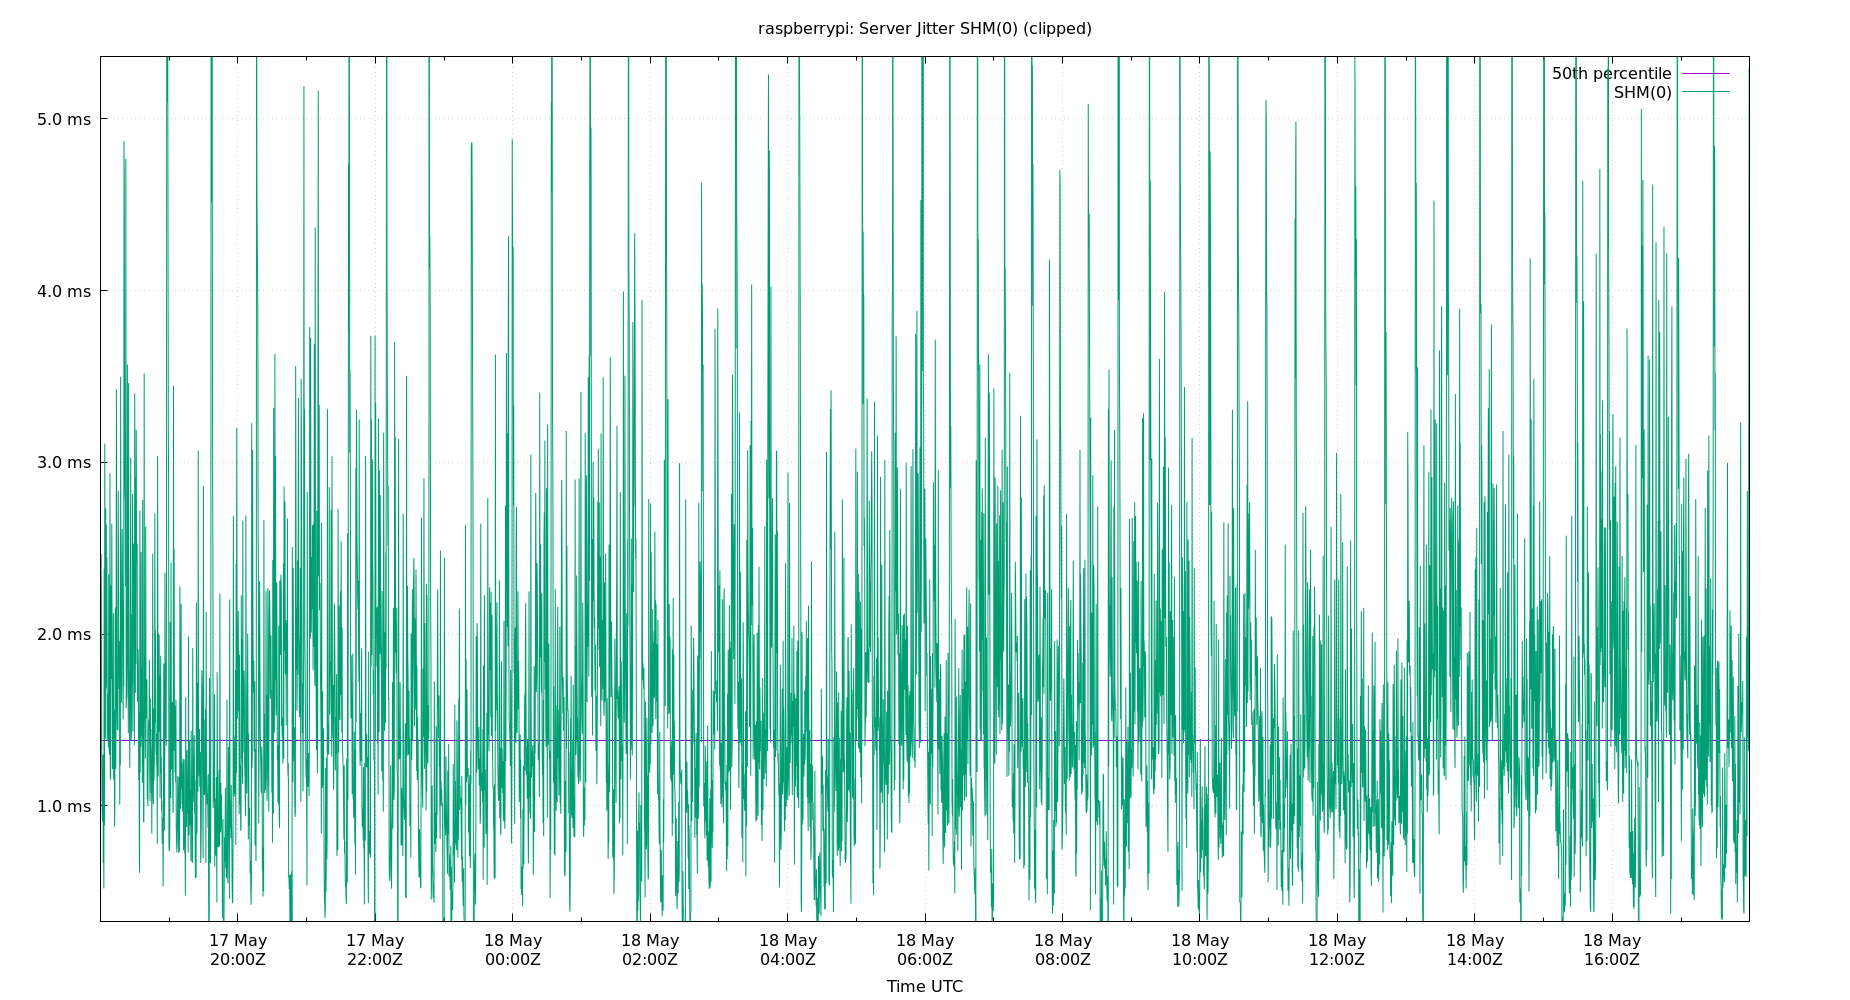 raspberrypi: Server Jitter SHM(0) (clipped)
50th percentile
SHM(0)
5.0 ms
4.0 ms
3.0 ms
2.0 ms
1.0 ms
17 May 17 May 18 May 18 May 18 May 18 May 18 May 18 May 18 May 18 May 18 May
20:00Z 22:00Z 00:00Z 02:00Z 04:00Z 06:00Z 08:00Z 10:00Z 12:00Z 14:00Z 16:00Z
Time UTC